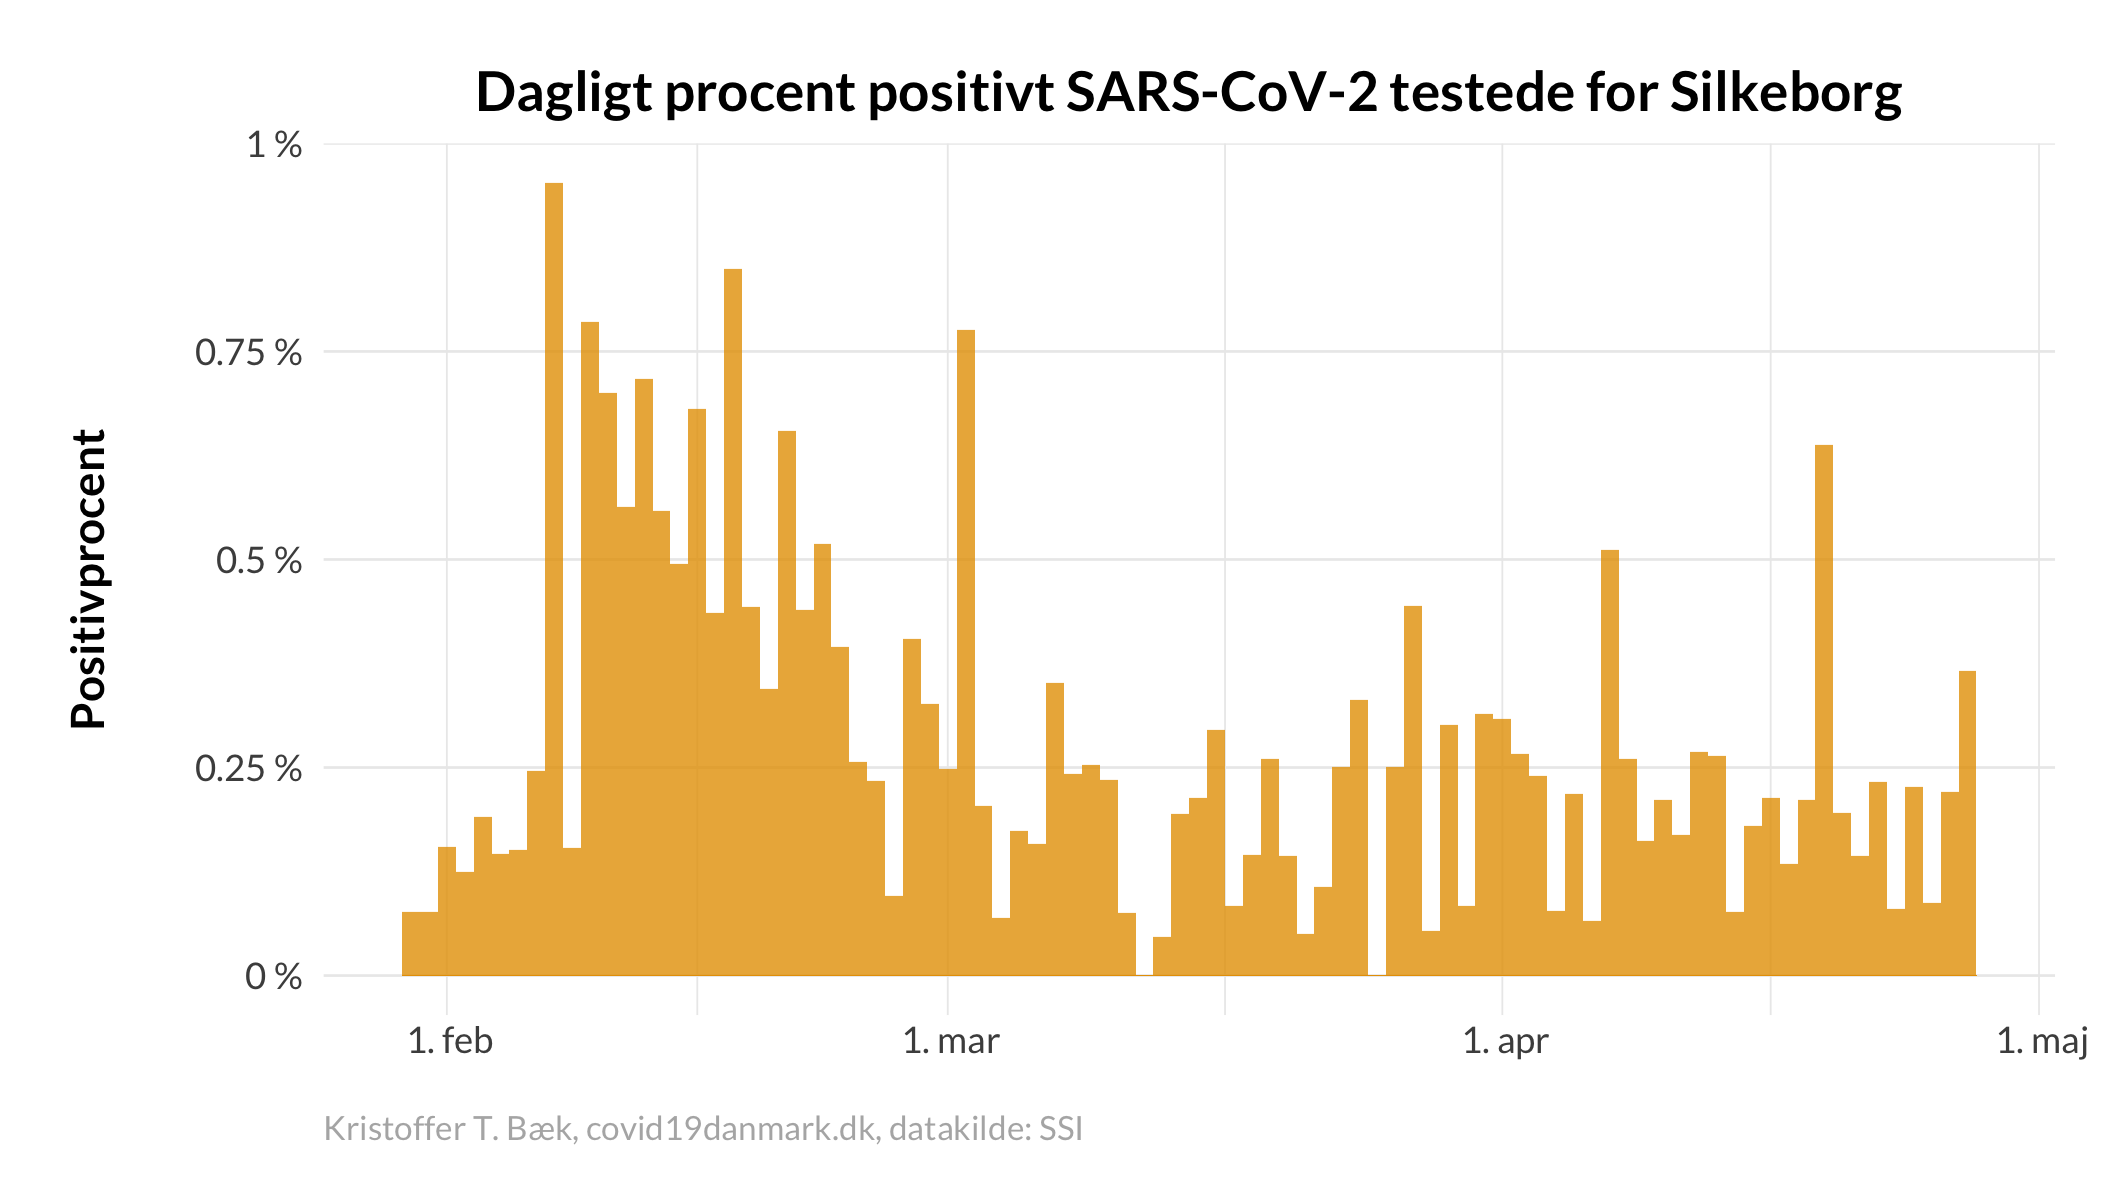 Dagligt procent positivt SARS-CoV-2 testede for Silkeborg
1 %
0.75 %
0.5 %
0.25 %
0 %
Positivprocent
1. feb
1. mar
1. apr
1. maj
Kristoffer T. Bæk, covid19danmark.dk, datakilde: SSI